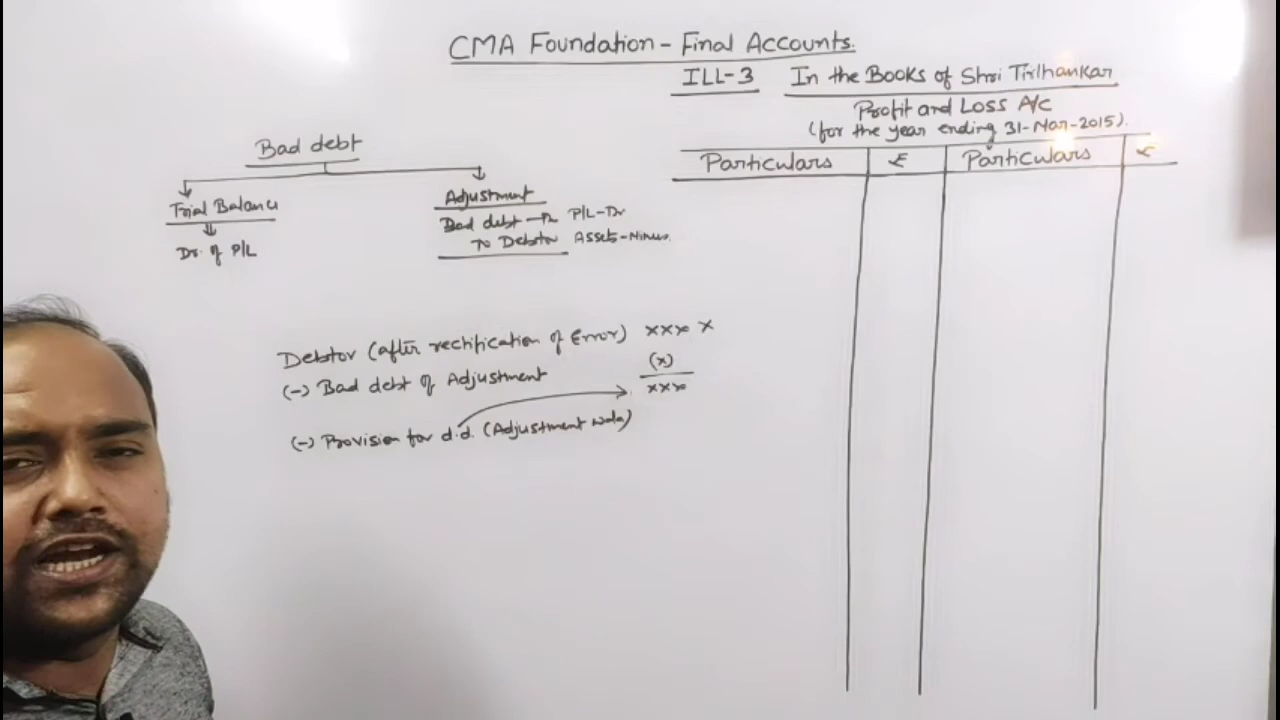 CMA Foundation - Final Accounts.
ILL-3 In the Books of Shri Tirthankar
Profit and Loss A/c
(for the year ending 31-Mar-2015).
Particulars ₹ Particulars ₹
Bad debt
Trial Balance
Dr. of P/L
Adjustment
Bad debt - Dr P/L-Dr
To Debtor Assets-Minus.
Debtor (after rectification of Error) xxx x
(-) Bad debt of Adjustment (x)
xxx
(-) Provision for d.d. (Adjustment wala)